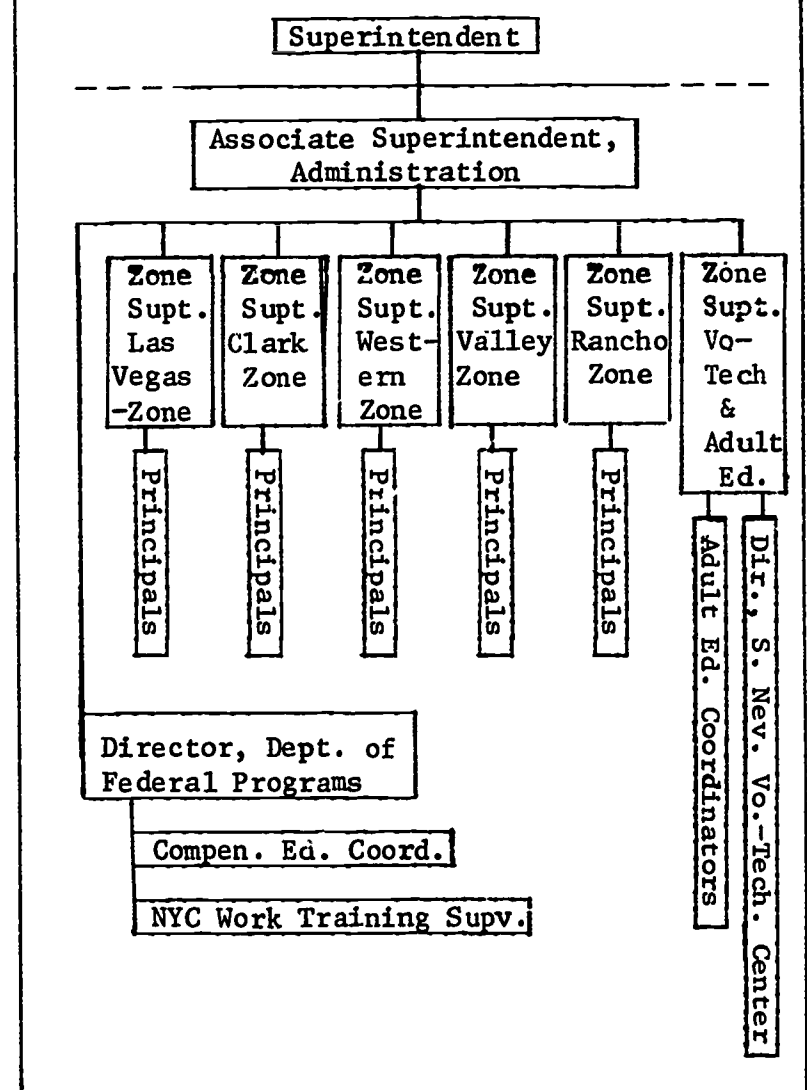 Superintendent
Associate Superintendent,
Administration
Zone
Supt.
Las
Vegas
-Zone
Zone
Supt.
Clark
Zone
Zone
Supt.
West-
ern
Zone
Zone
Supt.
Valley
Zone
Zone
Supt.
Rancho
Zone
Zone
Supt.
Vo-
Tech
&
Adult
Ed.
Principals
Principals
Principals
Principals
Principals
Adult Ed. Coordinators
Dir., S. Nev. Vo.-Tech. Center
Director, Dept. of
Federal Programs
Compen. Ed. Coord.
NYC Work Training Supv.